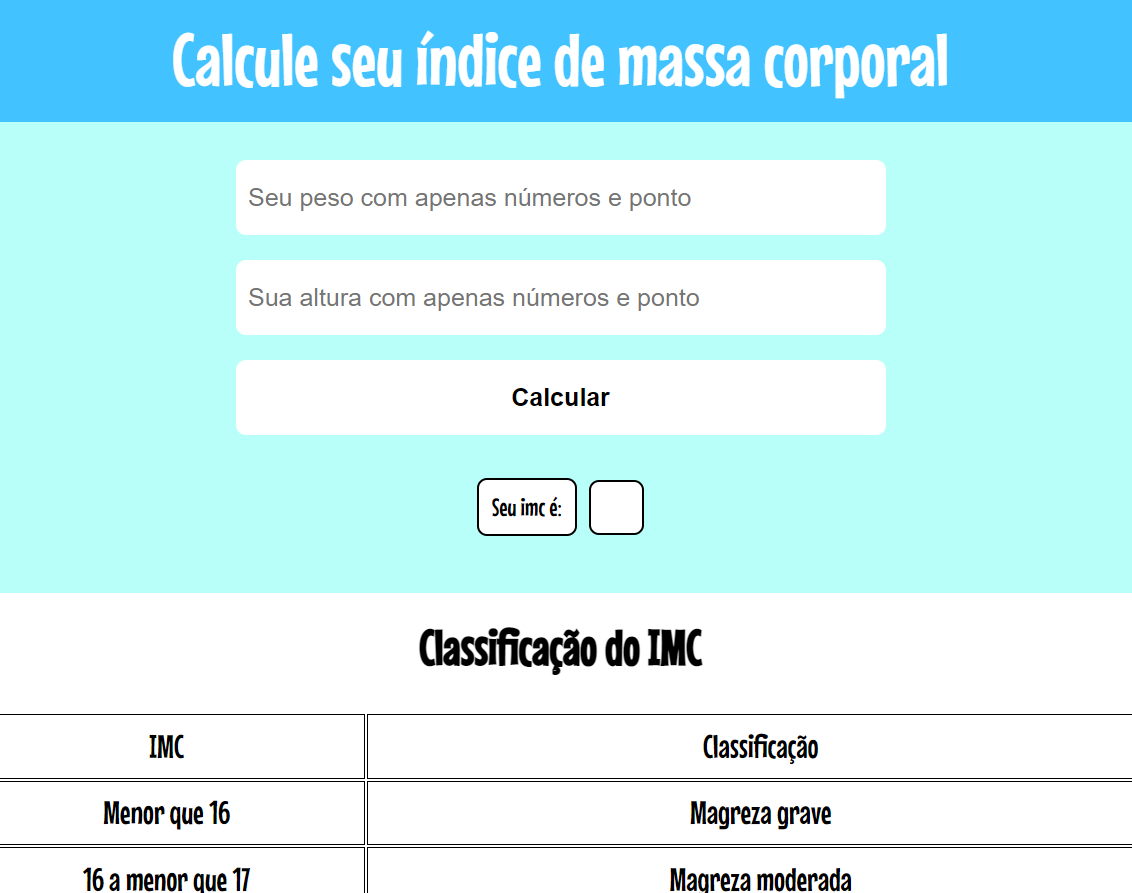 Calcule seu índice de massa corporal
Seu peso com apenas números e ponto
Sua altura com apenas números e ponto
Calcular
Seu imc é:
Classificação do IMC
IMC Classificação
Menor que 16 Magreza grave
16 a menor que 17 Magreza moderada